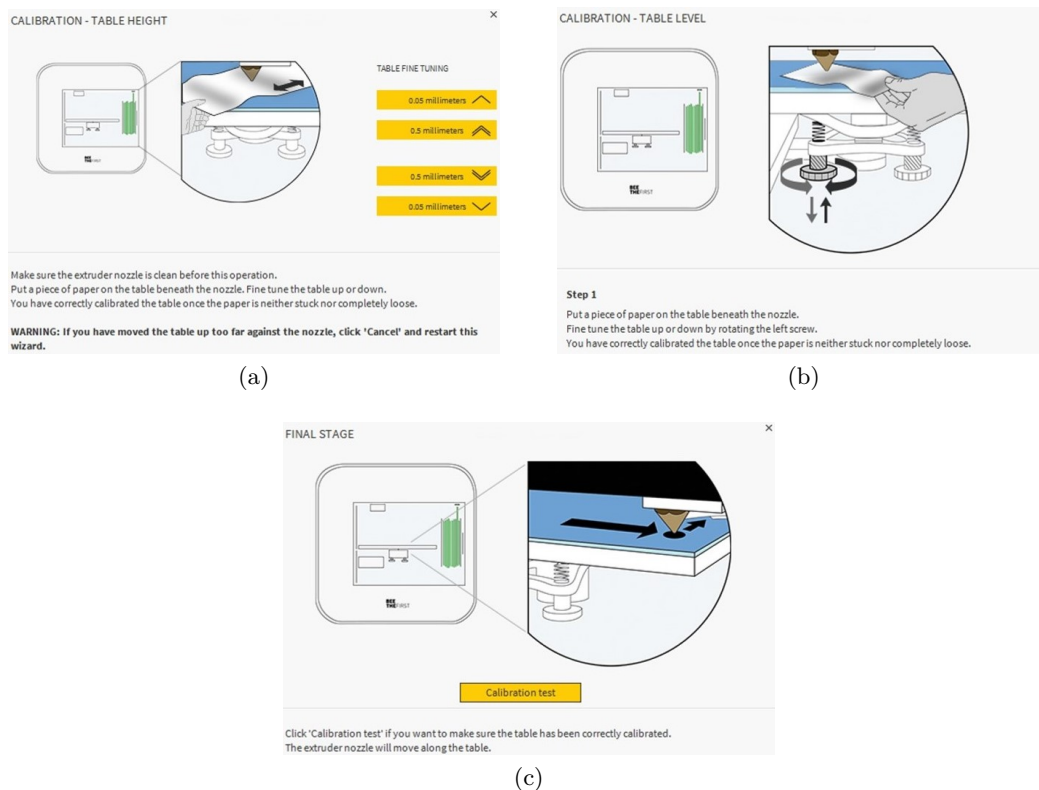 CALIBRATION - TABLE HEIGHT
×
BEE
THEFIRST
TABLE FINE TUNING
0.05 millimeters
0.5 millimeters
0.5 millimeters
0.05 millimeters
Make sure the extruder nozzle is clean before this operation.
Put a piece of paper on the table beneath the nozzle. Fine tune the table up or down.
You have correctly calibrated the table once the paper is neither stuck nor completely loose.
WARNING: If you have moved the table up too far against the nozzle, click 'Cancel' and restart this
wizard.
(a)
CALIBRATION - TABLE LEVEL
BEE
THEFIRST
Step 1
Put a piece of paper on the table beneath the nozzle.
Fine tune the table up or down by rotating the left screw.
You have correctly calibrated the table once the paper is neither stuck nor completely loose.
(b)
FINAL STAGE
×
BEE
THEFIRST
Calibration test
Click 'Calibration test' if you want to make sure the table has been correctly calibrated.
The extruder nozzle will move along the table.
(c)